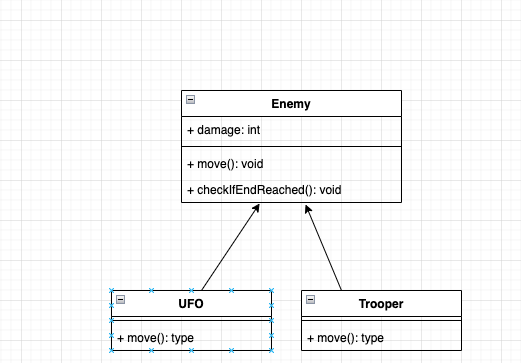 Enemy
+ damage: int
+ move(): void
+ checkIfEndReached(): void
UFO
+ move(): type
Trooper
+ move(): type